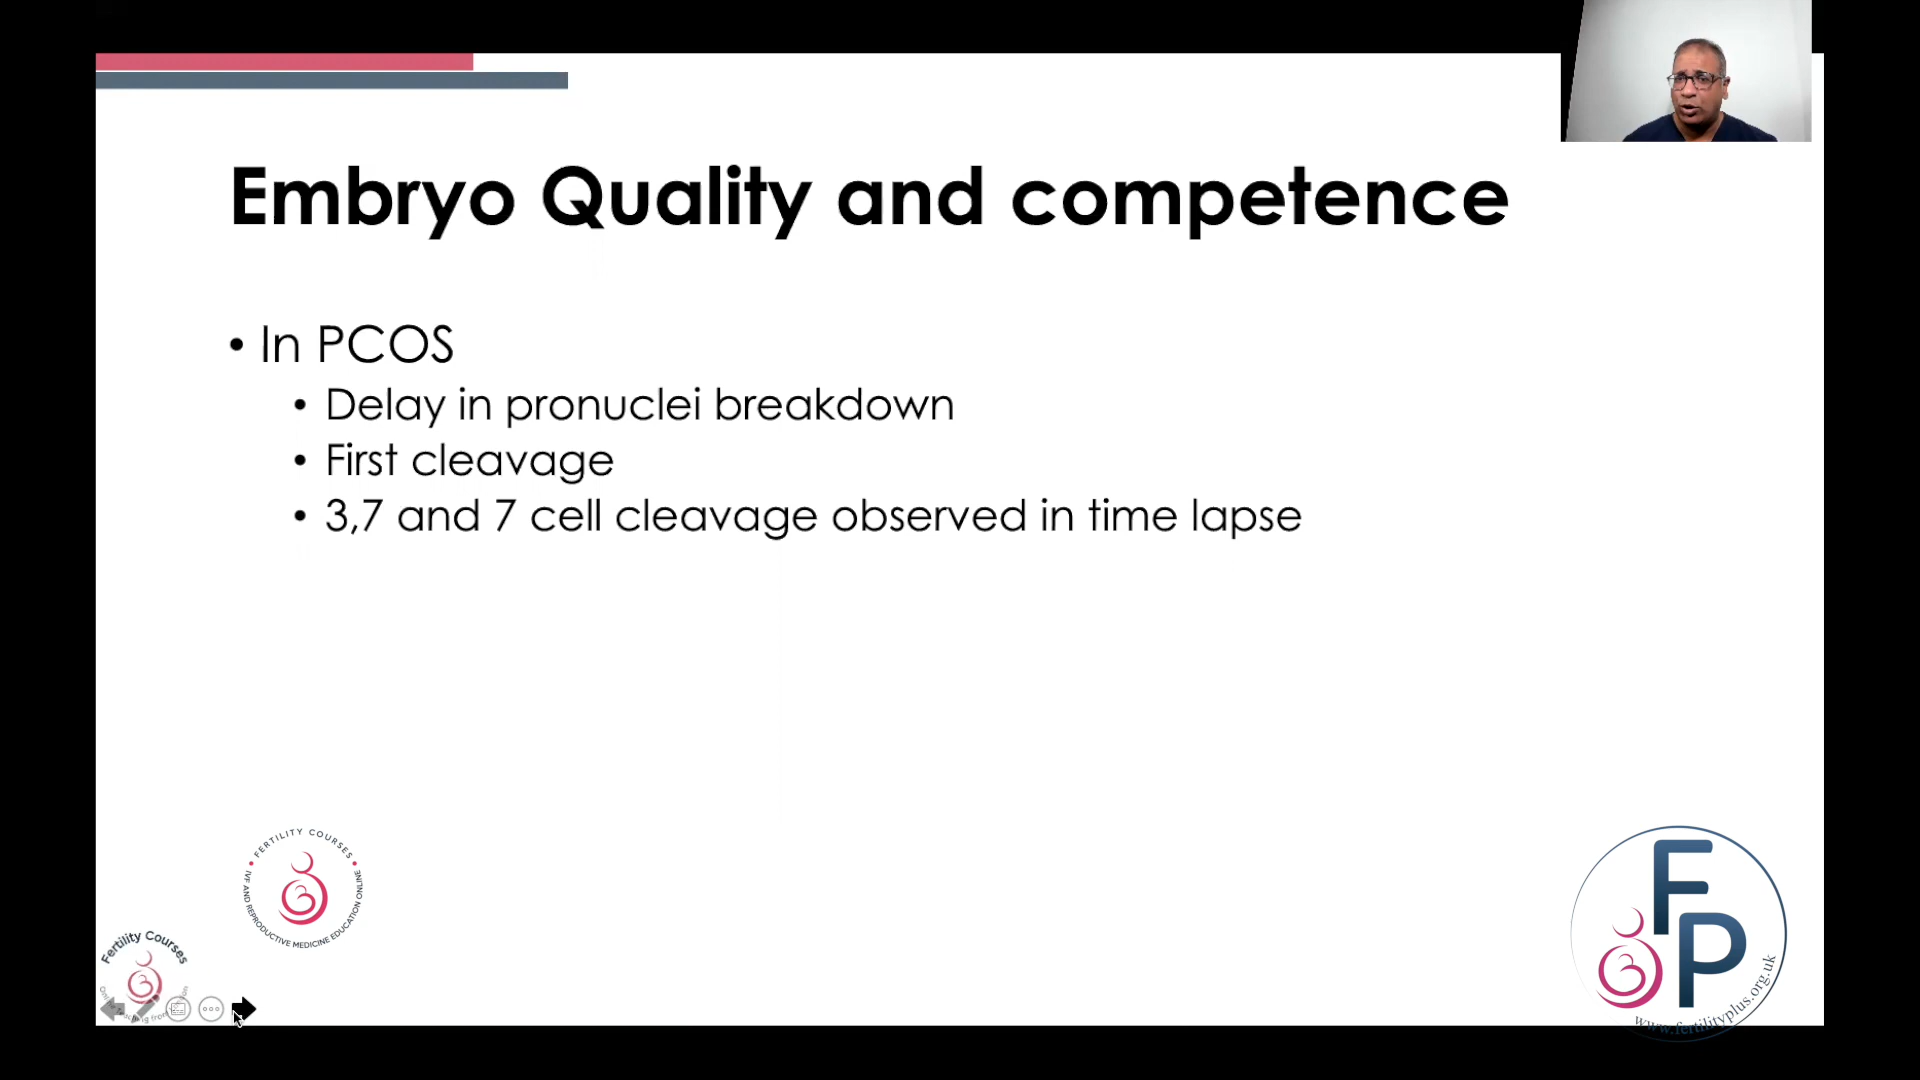 Embryo Quality and competence
• In PCOS
• Delay in pronuclei breakdown
• First cleavage
• 3,7 and 7 cell cleavage observed in time lapse
FERTILITY COURSES
IVF AND REPRODUCTIVE MEDICINE EDUCATION ONLINE
Fertility Courses
FP
www.fertilityplus.org.uk